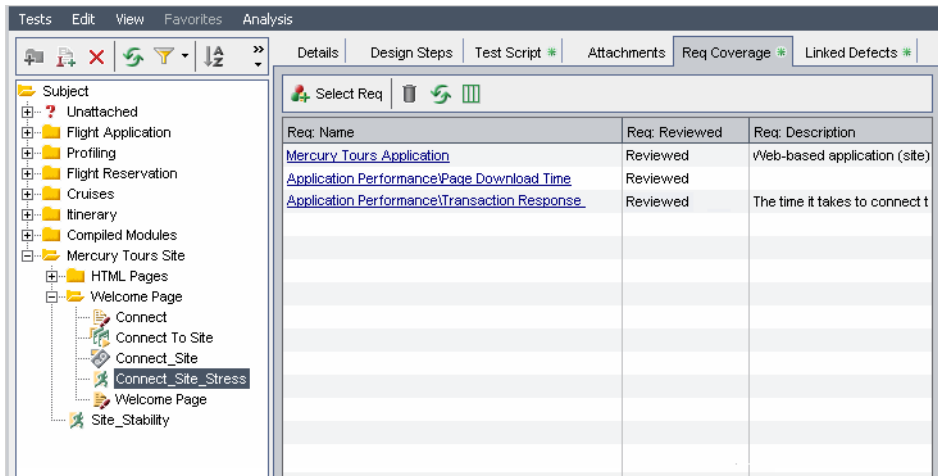 Tests Edit View Favorites Analysis
Details Design Steps Test Script Attachments Req Coverage Linked Defects
Select Req
Subject
? Unattached
Flight Application
Profiling
Flight Reservation
Cruises
Itinerary
Compiled Modules
Mercury Tours Site
HTML Pages
Welcome Page
Connect
Connect To Site
Connect_Site
Connect_Site_Stress
Welcome Page
Site_Stability
Req: Name Req: Reviewed Req: Description
Mercury Tours Application Reviewed Web-based application (site)
Application Performance\Page Download Time Reviewed
Application Performance\Transaction Response Reviewed The time it takes to connect t